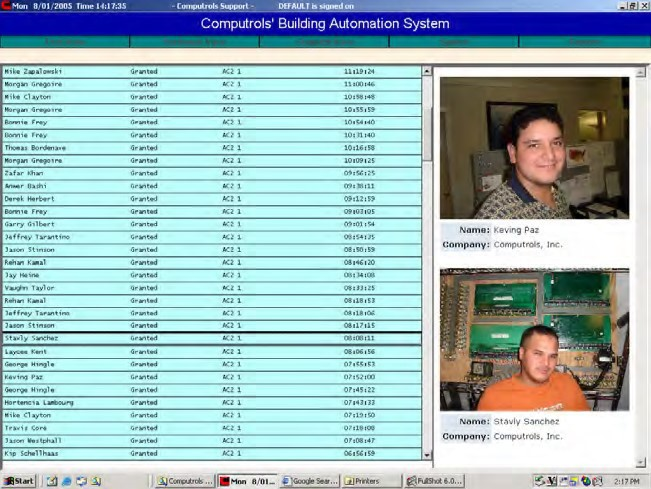 Mon 8/01/2005 Time 14:17:35 - Computrols Support - DEFAULT is signed on
Computrols' Building Automation System
Mike Zapalowski Granted AC2 1 11:19:24
Morgan Gregoire Granted AC2 1 11:00:46
Mike Clayton Granted AC2 1 10:58:48
Morgan Gregoire Granted AC2 1 10:55:59
Bonnie Frey Granted AC2 1 10:54:40
Bonnie Frey Granted AC2 1 10:31:40
Thomas Bordenave Granted AC2 1 10:16:58
Morgan Gregoire Granted AC2 1 10:09:25
Zafar Khan Granted AC2 1 09:56:25
Anwer Bashi Granted AC2 1 09:38:11
Derek Herbert Granted AC2 1 09:12:59
Bonnie Frey Granted AC2 1 09:03:05
Garry Gilbert Granted AC2 1 09:01:54
Jeffrey Tarantino Granted AC2 1 08:54:35
Jason Stinson Granted AC2 1 08:50:59
Rehan Kamal Granted AC2 1 08:46:20
Jay Heine Granted AC2 1 08:34:08
Vaughn Taylor Granted AC2 1 08:33:25
Rehan Kamal Granted AC2 1 08:18:53
Jeffrey Tarantino Granted AC2 1 08:18:06
Jason Stinson Granted AC2 1 08:17:15
Stavly Sanchez Granted AC2 1 08:08:11
Laycee Kent Granted AC2 1 08:06:56
George Hingle Granted AC2 1 07:55:53
Keving Paz Granted AC2 1 07:52:00
George Hingle Granted AC2 1 07:45:22
Hortencia Lambourg Granted AC2 1 07:43:33
Mike Clayton Granted AC2 1 07:19:50
Travis Core Granted AC2 1 07:18:08
Jason Westphall Granted AC2 1 07:08:47
Kip Schellhaas Granted AC2 1 06:56:59
Name: Keving Paz
Company: Computrols, Inc.
Name: Stavly Sanchez
Company: Computrols, Inc.
Start Computrols ... Mon 8/01... Google Sear... Printers FullShot 6.0... 2:17 PM